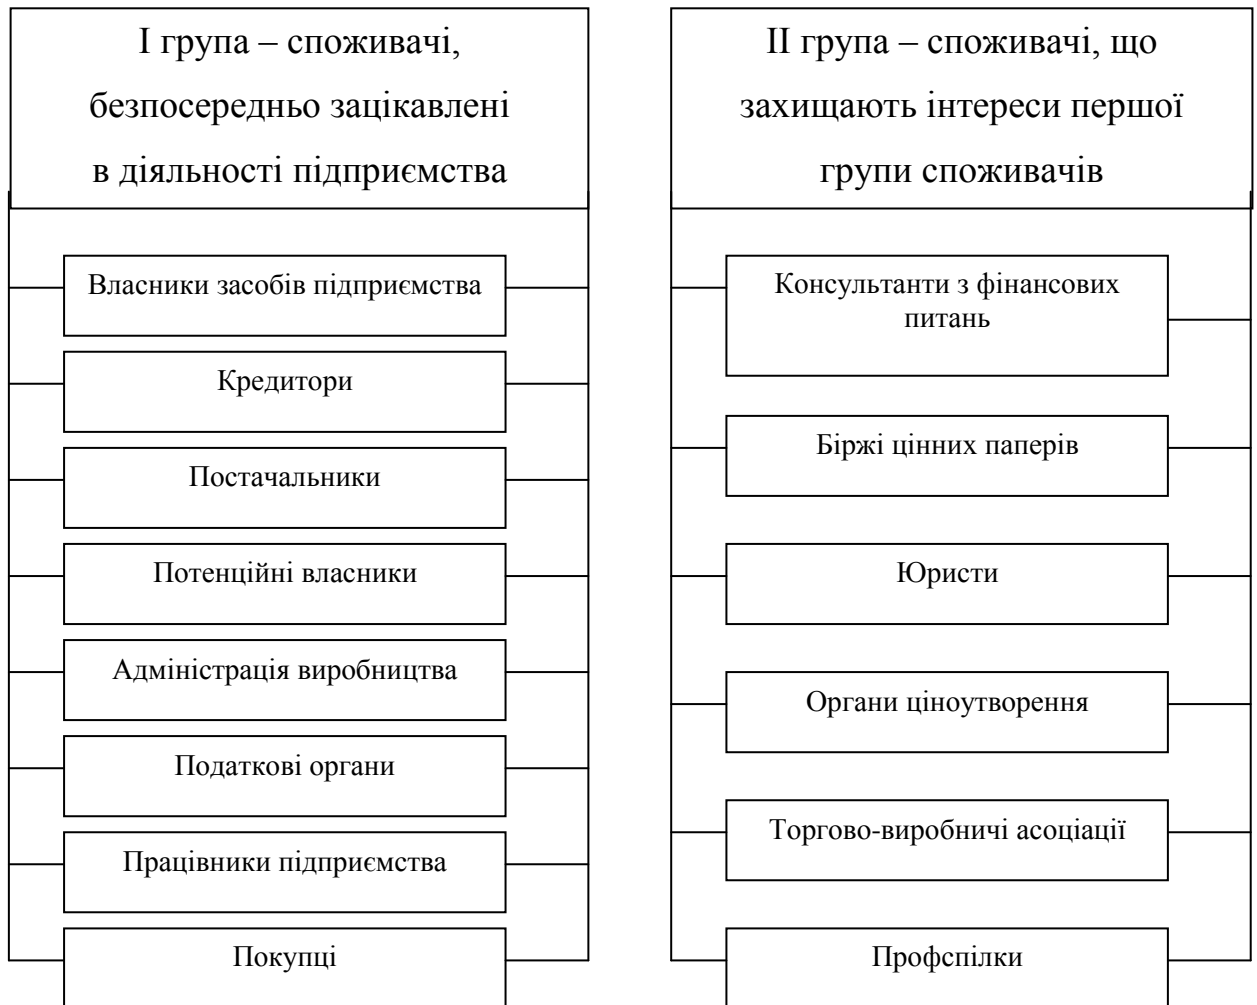 І група – споживачі,
безпосередньо зацікавлені
в діяльності підприємства
Власники засобів підприємства
Кредитори
Постачальники
Потенційні власники
Адміністрація виробництва
Податкові органи
Працівники підприємства
Покупці
ІІ група – споживачі, що
захищають інтереси першої
групи споживачів
Консультанти з фінансових
питань
Біржі цінних паперів
Юристи
Органи ціноутворення
Торгово-виробничі асоціації
Профспілки